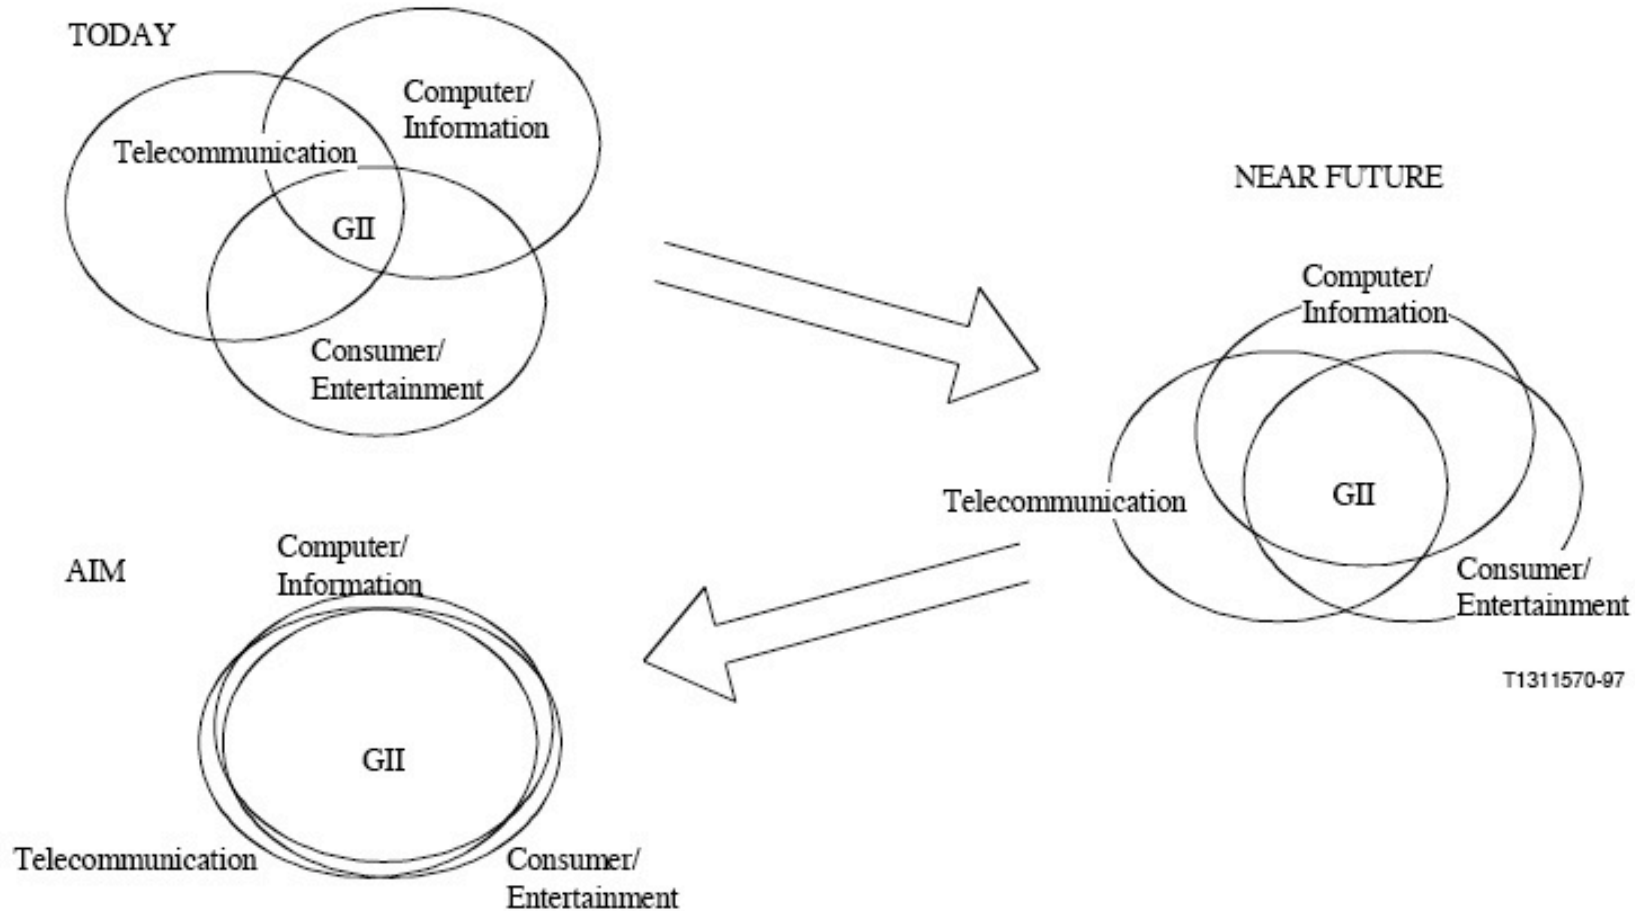 TODAY
Computer/
Information
Telecommunication
GII
Consumer/
Entertainment
NEAR FUTURE
Computer/
Information
Telecommunication
GII
Consumer/
Entertainment
T1311570-97
AIM
Computer/
Information
GII
Telecommunication
Consumer/
Entertainment